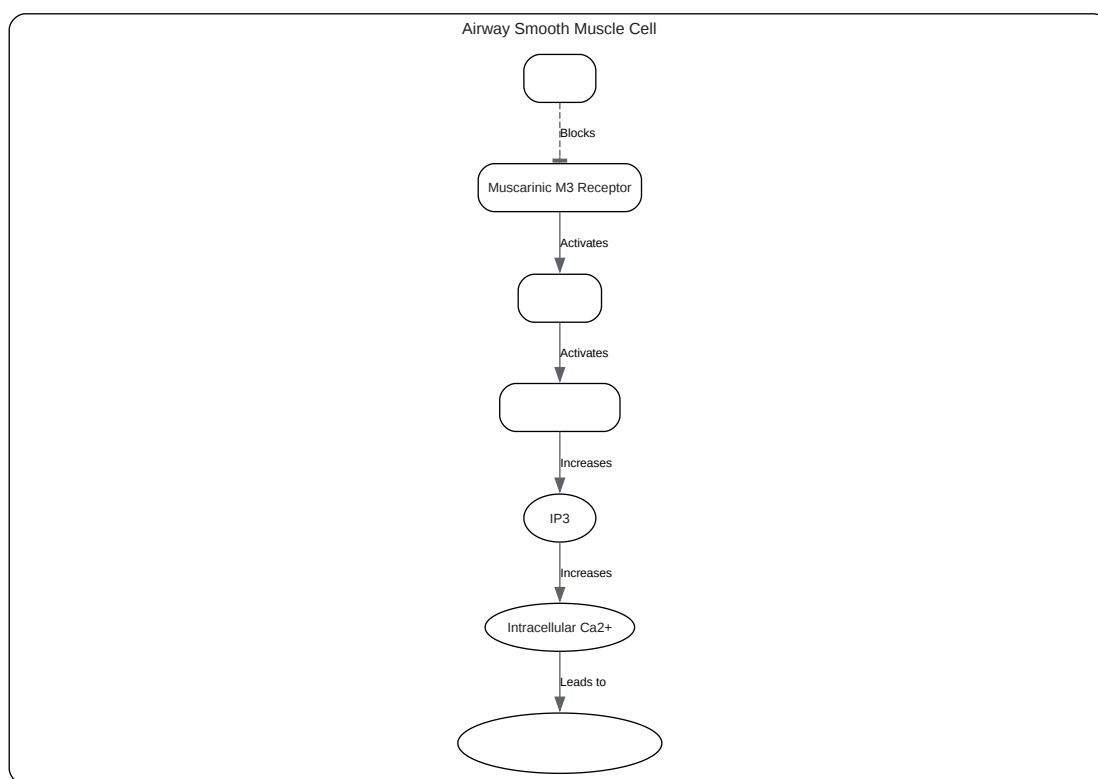 Airway Smooth Muscle Cell
Blocks
Muscarinic M3 Receptor
Activates
Activates
Increases
IP3
Increases
Intracellular Ca2+
Leads to